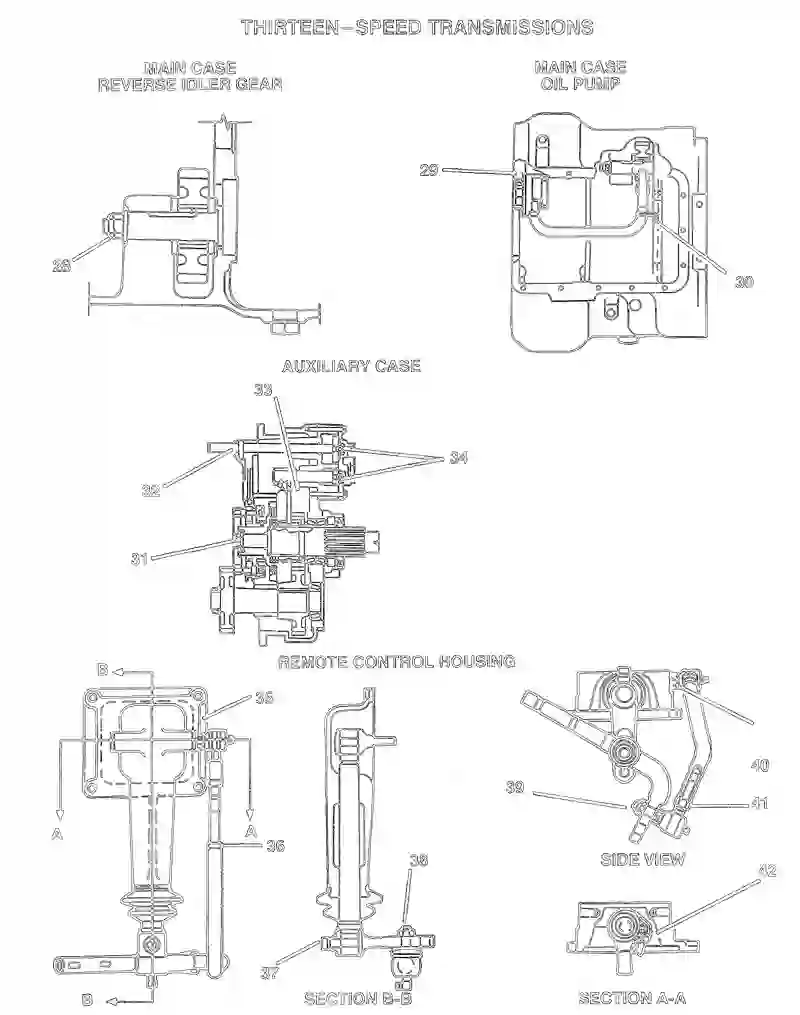 THIRTEEN-SPEED TRANSMISSIONS
MAIN CASE
REVERSE IDLER GEAR
MAIN CASE
OIL PUMP
29
28
30
AUXILIARY CASE
33
34
32
31
REMOTE CONTROL HOUSING
B
35
40
39
41
A
A
36
SIDE VIEW
38
42
37
B
SECTION B-B
SECTION A-A